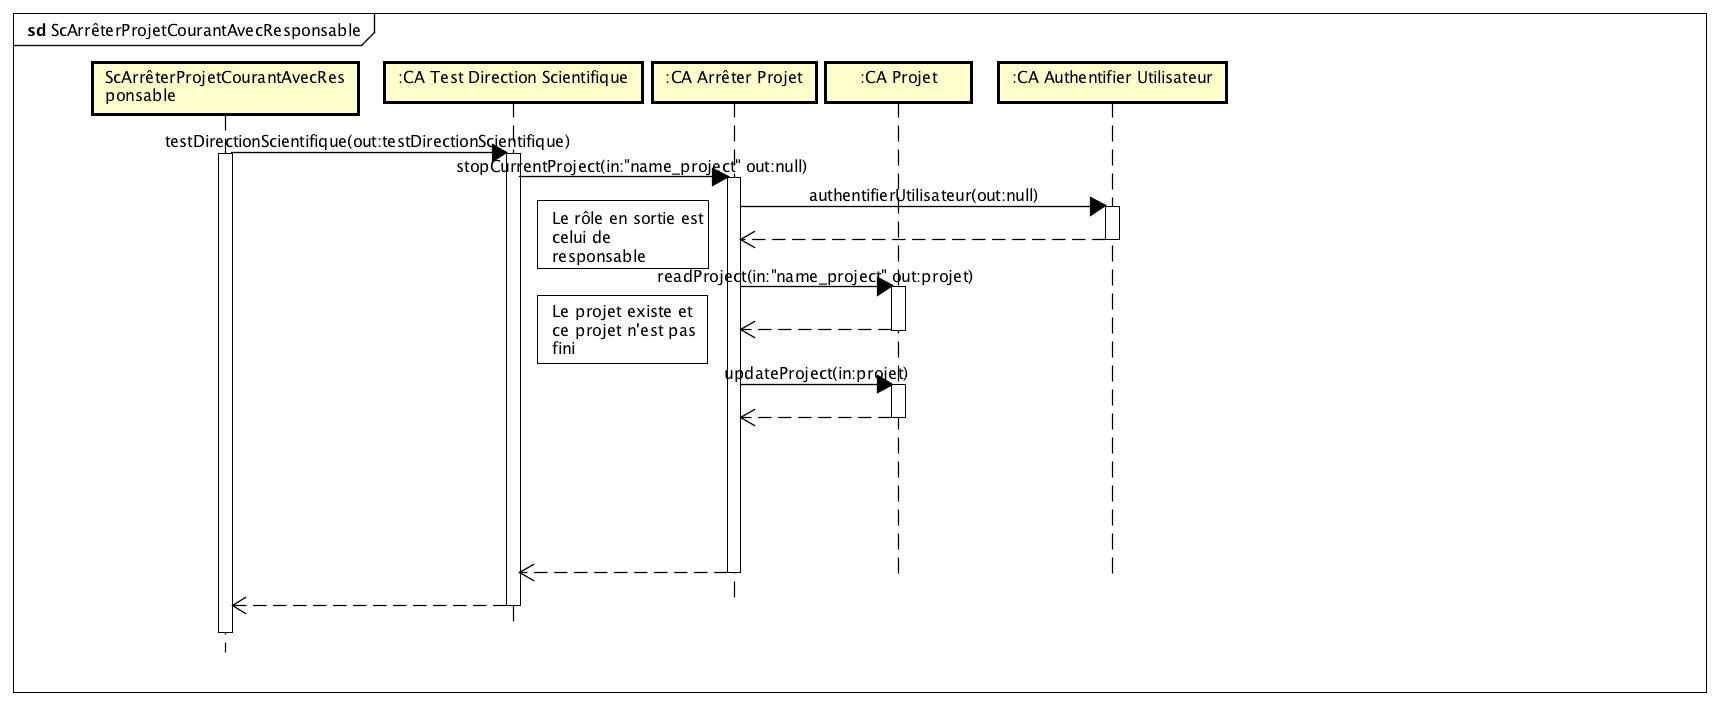 sd ScArrêterProjetCourantAvecResponsable
ScArrêterProjetCourantAvecRes
ponsable
:CA Test Direction Scientifique
:CA Arrêter Projet
:CA Projet
:CA Authentifier Utilisateur
testDirectionScientifique(out:testDirectionScientifique)
stopCurrentProject(in:"name_project" out:null)
authentifierUtilisateur(out:null)
Le rôle en sortie est
celui de
responsable
readProject(in:"name_project" out:projet)
Le projet existe et
ce projet n'est pas
fini
updateProject(in:projet)